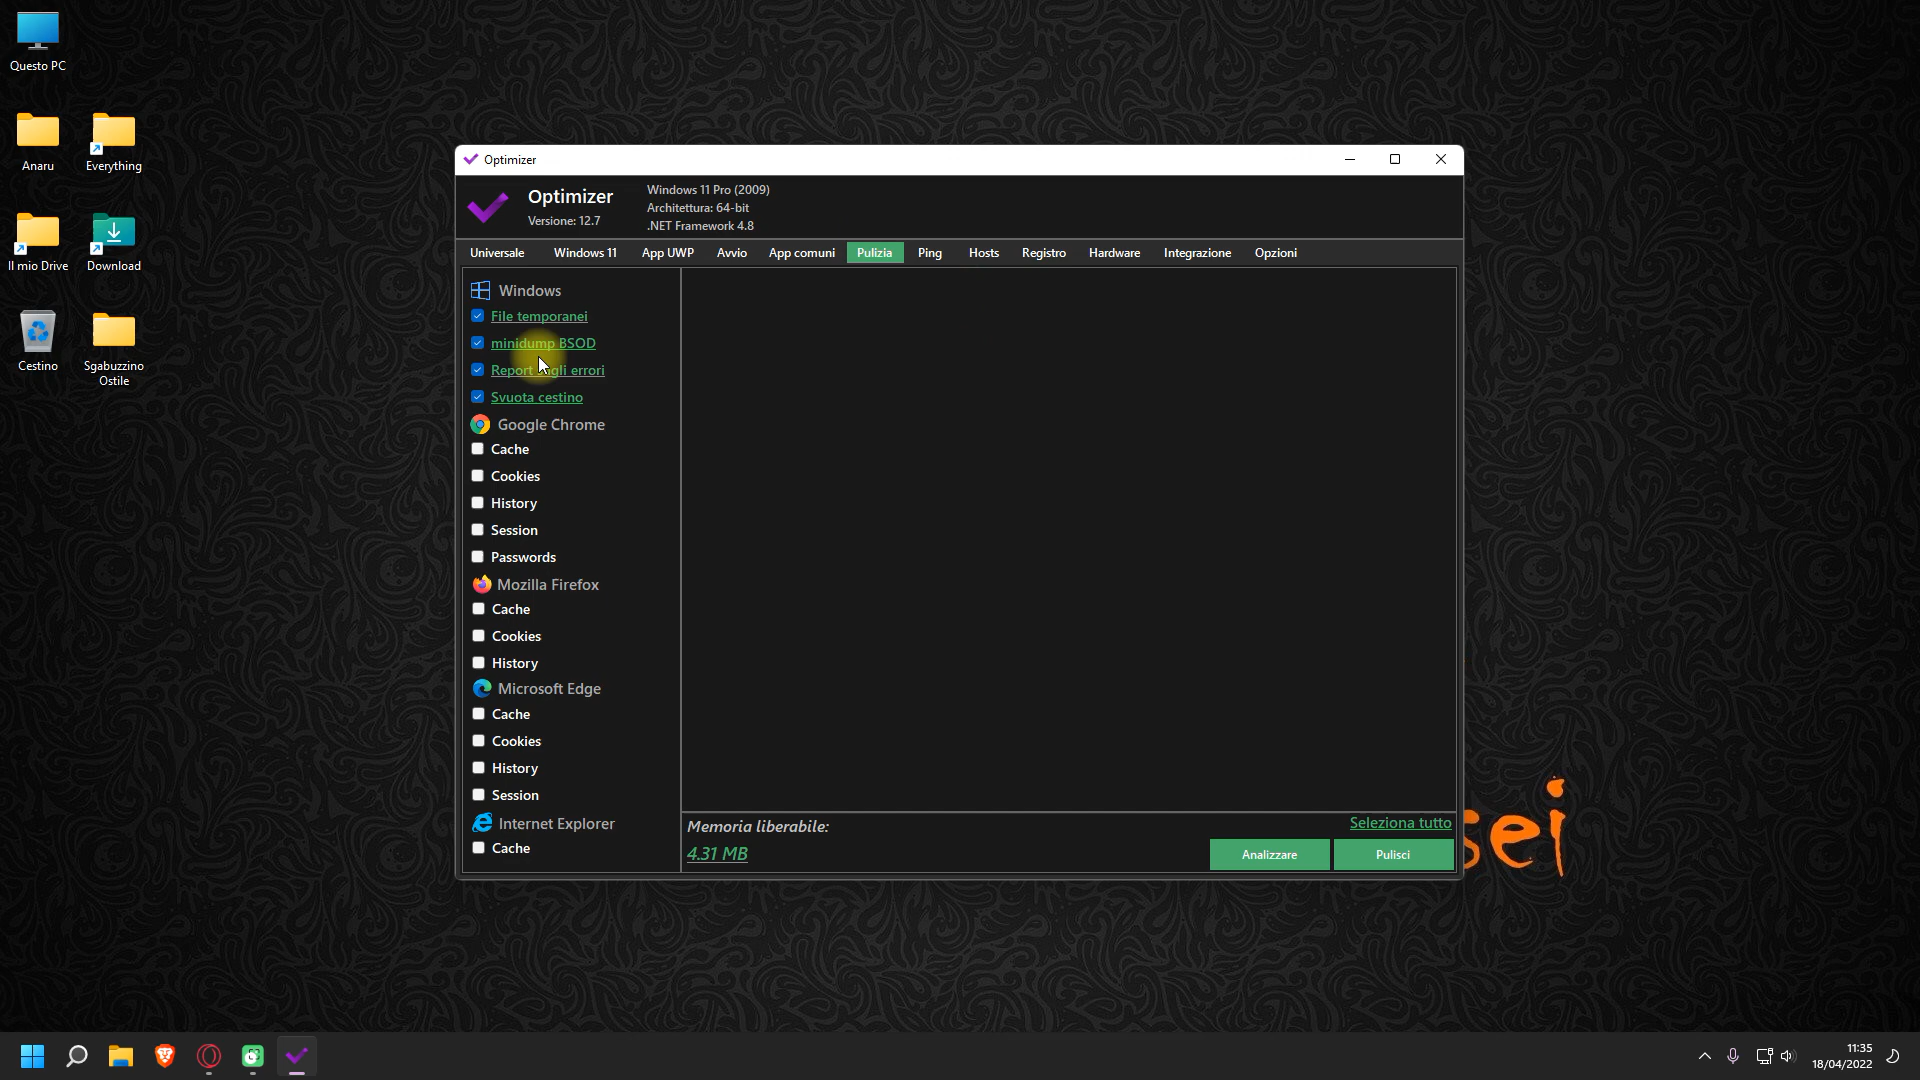 Questo PC
Anaru
Everything
Il mio Drive
Download
Cestino
Sgabuzzino
Ostile
Optimizer
Optimizer
Versione: 12.7
Windows 11 Pro (2009)
Architettura: 64-bit
.NET Framework 4.8
Universale Windows 11 App UWP Avvio App comuni Pulizia Ping Hosts Registro Hardware Integrazione Opzioni
Windows
File temporanei
minidump BSOD
Report errori
Svuota cestino
Google Chrome
Cache
Cookies
History
Session
Passwords
Mozilla Firefox
Cache
Cookies
History
Microsoft Edge
Cache
Cookies
History
Session
Internet Explorer
Cache
Memoria liberabile:
4.31 MB
Seleziona tutto
Analizzare
Pulisci
sei
11:35
18/04/2022